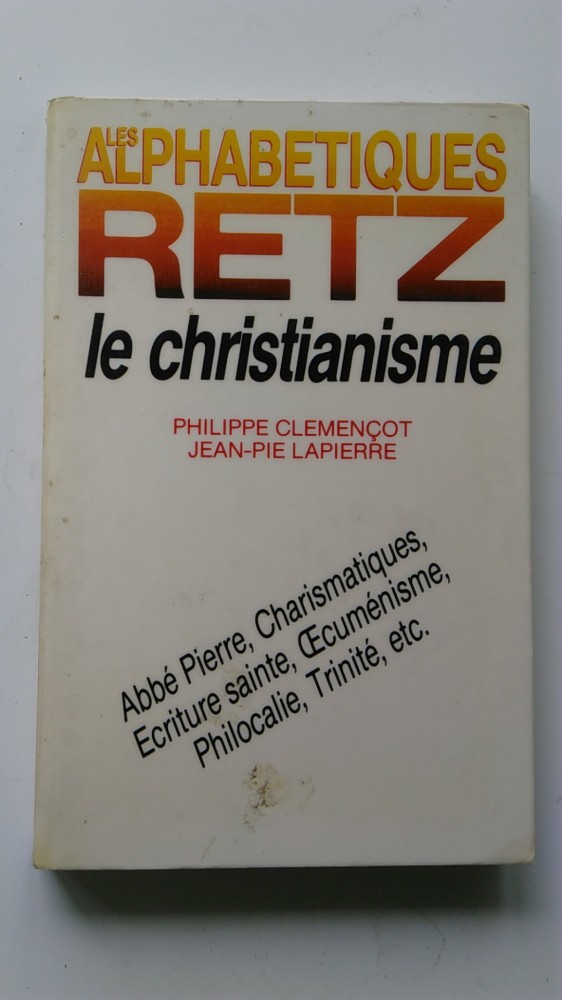 LES
ALPHABETIQUES
RETZ
le christianisme
PHILIPPE CLEMENÇOT
JEAN-PIE LAPIERRE
Abbé Pierre, Charismatiques,
Ecriture sainte, Œcuménisme,
Philocalie, Trinité, etc.